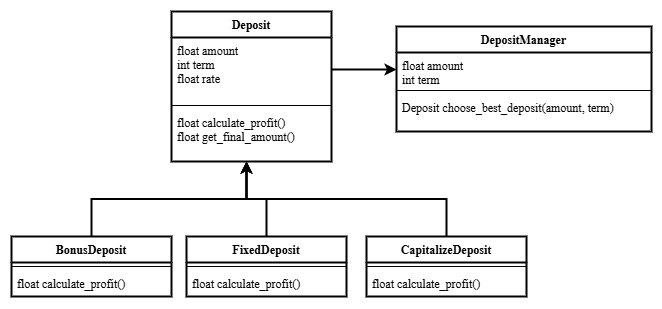 Deposit
float amount
int term
float rate
float calculate_profit()
float get_final_amount()
DepositManager
float amount
int term
Deposit choose_best_deposit(amount, term)
BonusDeposit
float calculate_profit()
FixedDeposit
float calculate_profit()
CapitalizeDeposit
float calculate_profit()